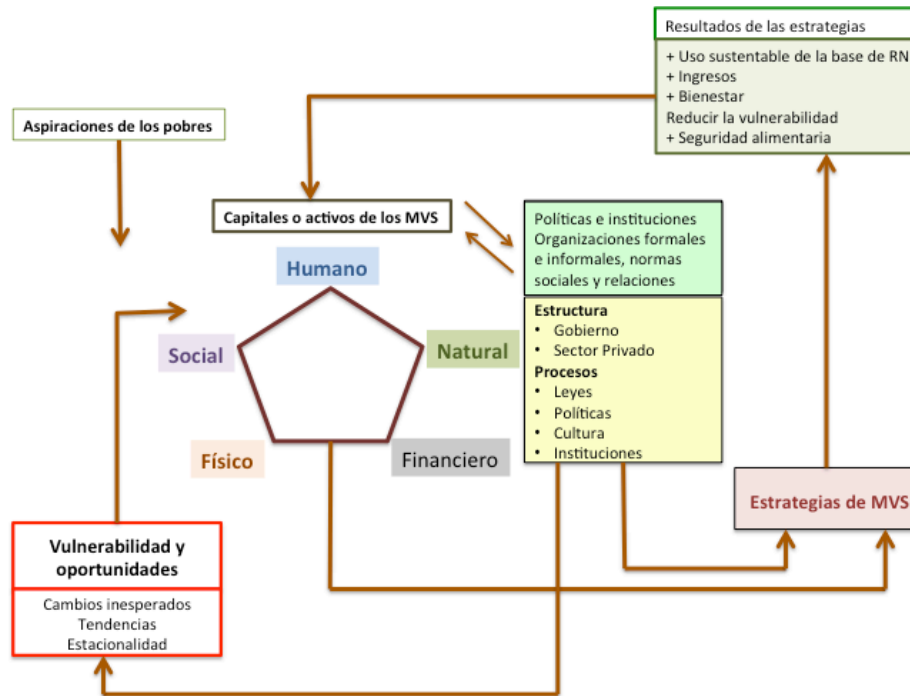 Resultados de las estrategias
+ Uso sustentable de la base de RN
+ Ingresos
+ Bienestar
Reducir la vulnerabilidad
+ Seguridad alimentaria
Aspiraciones de los pobres
Capitales o activos de los MVS
Políticas e instituciones
Organizaciones formales
e informales, normas
sociales y relaciones
Humano
Social
Natural
Físico
Financiero
Estructura
• Gobierno
• Sector Privado
Procesos
• Leyes
• Políticas
• Cultura
• Instituciones
Estrategias de MVS
Vulnerabilidad y
oportunidades
Cambios inesperados
Tendencias
Estacionalidad